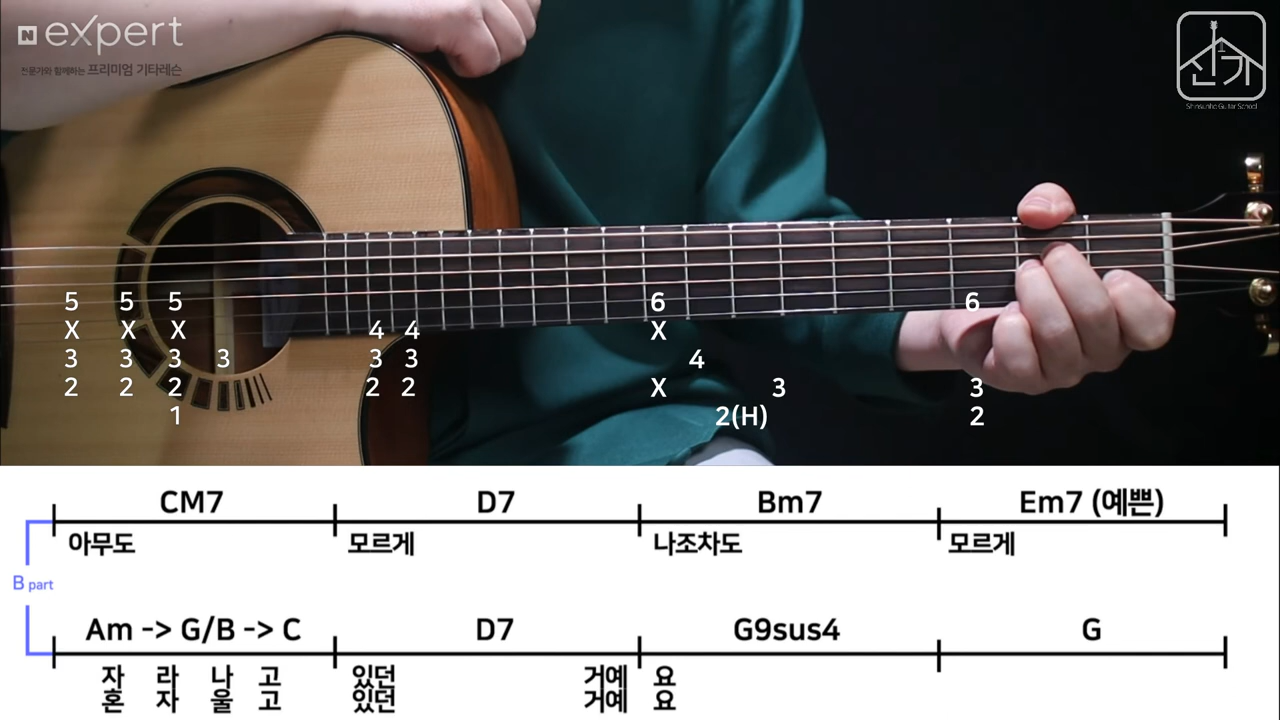 expert
전문가와 함께하는 프리미엄 기타레슨
신기
Shinsunho Guitar School
5 5 5 6 6
X X X 4 4 X
3 3 3 3 3 3 4
2 2 2 2 2 X 3 3
1 2(H) 2
CM7 D7 Bm7 Em7 (예쁜)
아무도 모르게 나조차도 모르게
B part
Am -> G/B -> C D7 G9sus4 G
자 라 나 고 있던 거예 요
혼 자 울 고 있던 거예 요